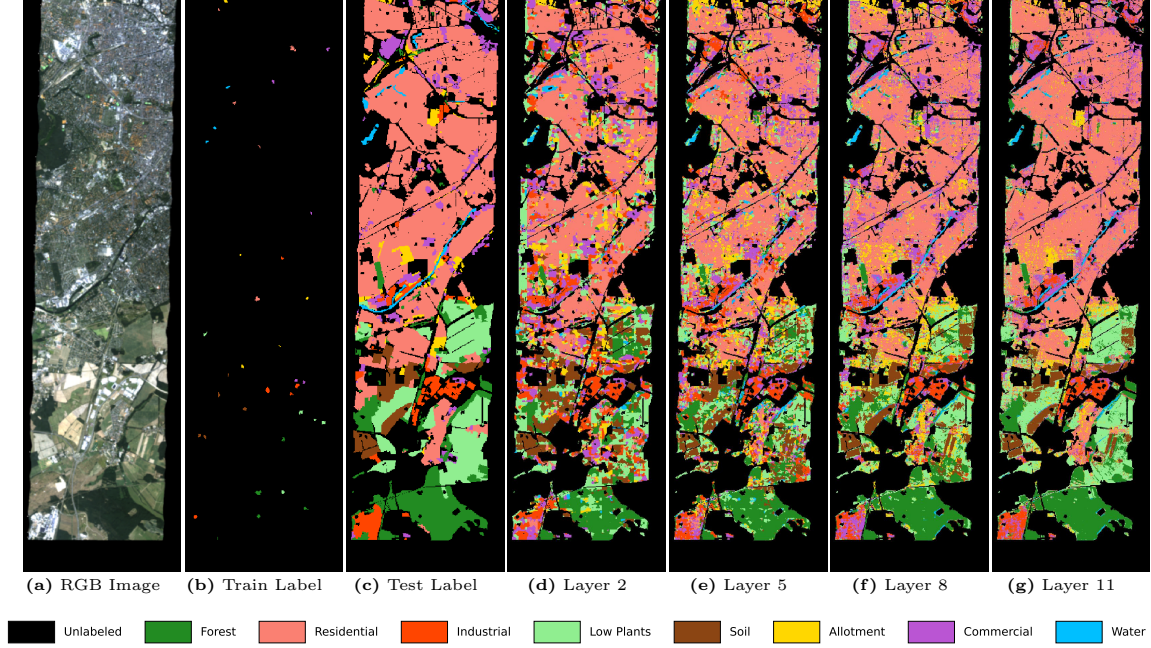 (a) RGB Image (b) Train Label (c) Test Label (d) Layer 2 (e) Layer 5 (f) Layer 8 (g) Layer 11
Unlabeled Forest Residential Industrial Low Plants Soil Allotment Commercial Water